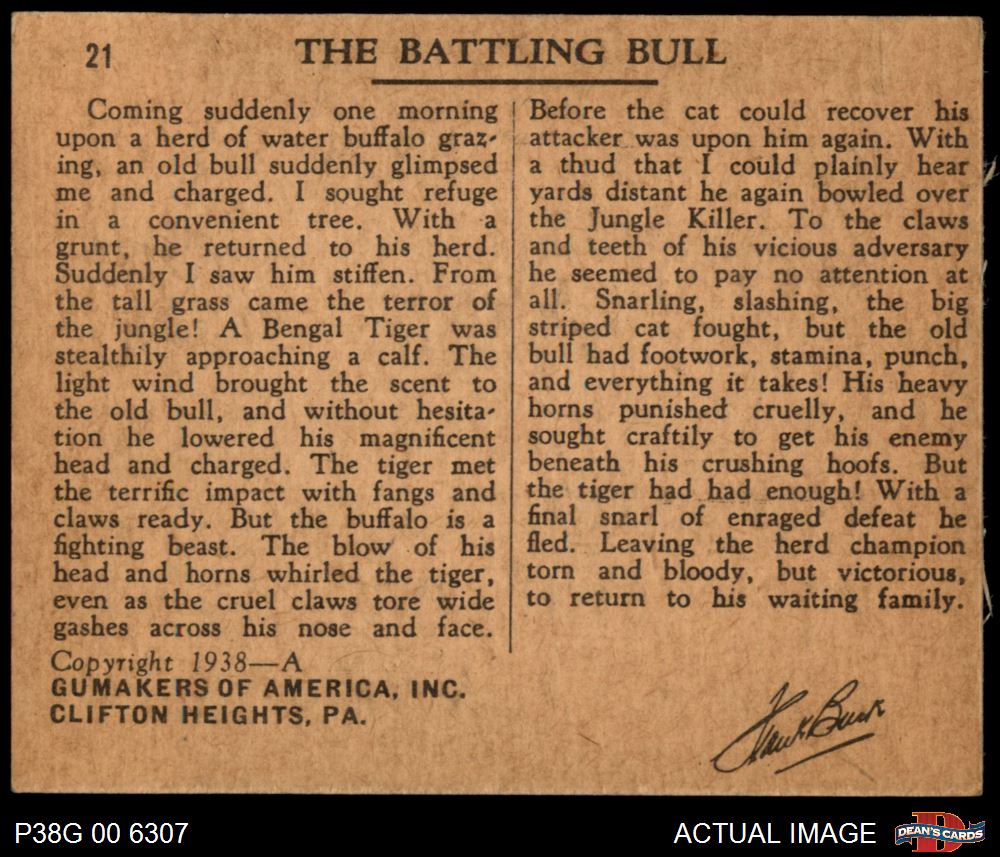 21
THE BATTLING BULL
Coming suddenly one morning
upon a herd of water buffalo graz-
ing, an old bull suddenly glimpsed
me and charged. I sought refuge
in a convenient tree. With a
grunt, he returned to his herd.
Suddenly I saw him stiffen. From
the tall grass came the terror of
the jungle! A Bengal Tiger was
stealthily approaching a calf. The
light wind brought the scent to
the old bull, and without hesita-
tion he lowered his magnificent
head and charged. The tiger met
the terrific impact with fangs and
claws ready. But the buffalo is a
fighting beast. The blow of his
head and horns whirled the tiger,
even as the cruel claws tore wide
gashes across his nose and face.
Before the cat could recover his
attacker was upon him again. With
a thud that I could plainly hear
yards distant he again bowled over
the Jungle Killer. To the claws
and teeth of his vicious adversary
he seemed to pay no attention at
all. Snarling, slashing, the big
striped cat fought, but the old
bull had footwork, stamina, punch,
and everything it takes! His heavy
horns punished cruelly, and he
sought craftily to get his enemy
beneath his crushing hoofs. But
the tiger had had enough! With a
final snarl of enraged defeat he
fled. Leaving the herd champion
torn and bloody, but victorious,
to return to his waiting family.
Copyright 1938—A
GUMAKERS OF AMERICA, INC.
CLIFTON HEIGHTS, PA.
Frank Buck
P38G 00 6307
ACTUAL IMAGE
D
DEAN'S CARDS